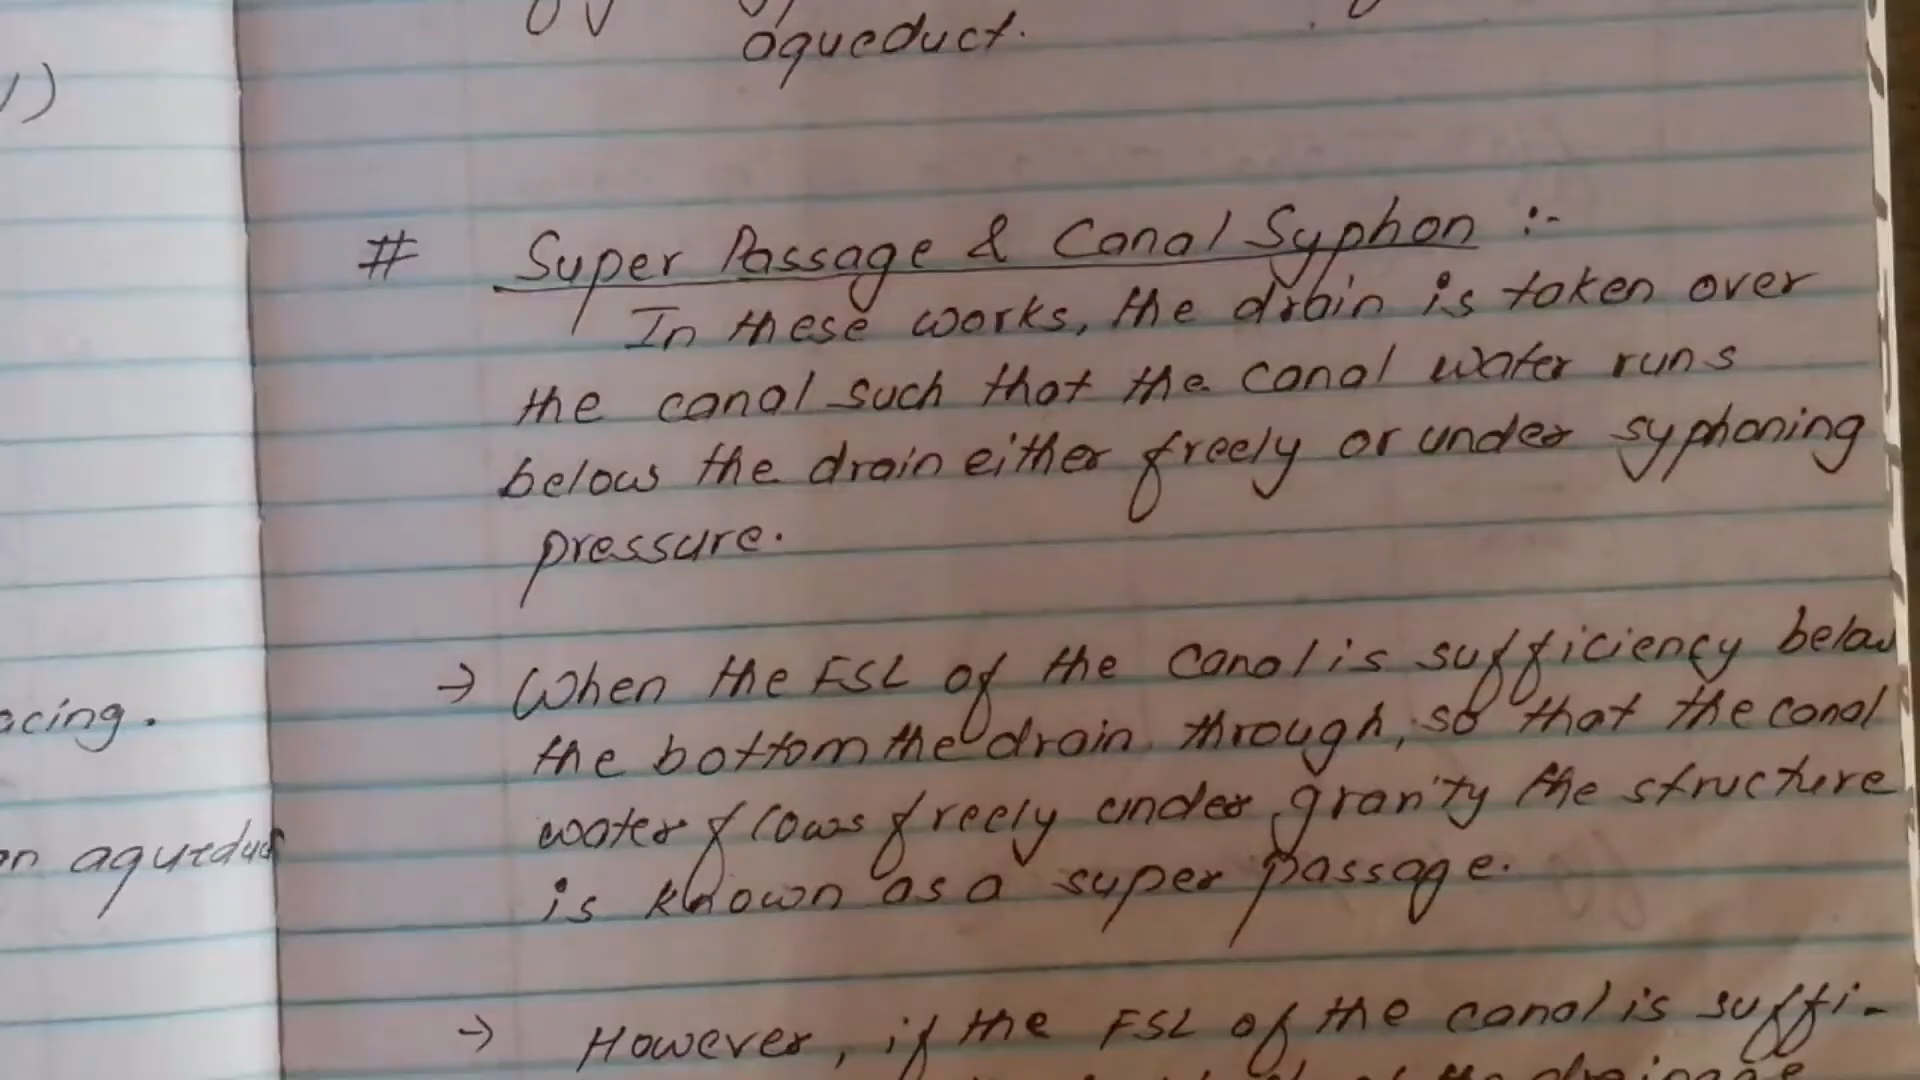 aqueduct.
1)
# Super Passage & Canal Syphon :-
In these works, the drain is taken over
the canal such that the canal water runs
below the drain either freely or under syphoning
pressure.
→ When the FSL of the canal is sufficiency below
the bottom the drain through, so that the canal
water flows freely under gravity the structure
is known as a super passage.
→ However, if the FSL of the canal is suffi-
acing.
on aqueduct